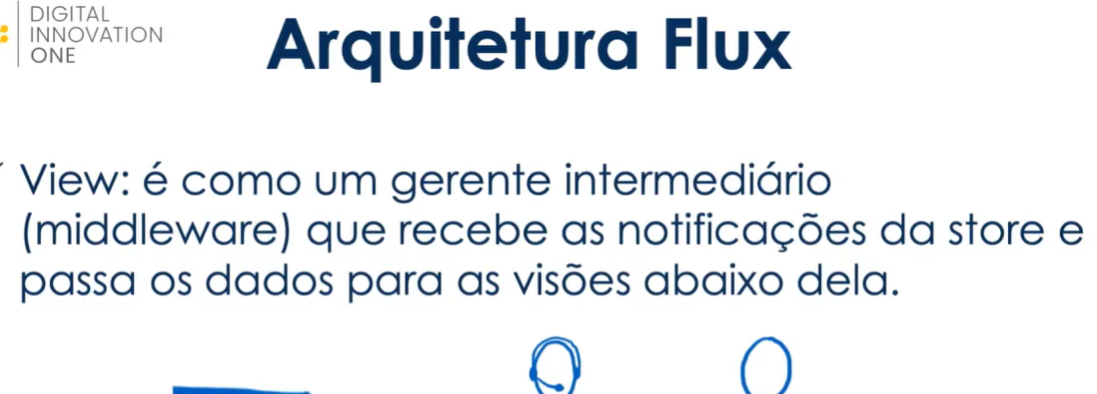 DIGITAL
INNOVATION
ONE
Arquitetura Flux
View: é como um gerente intermediário
(middleware) que recebe as notificações da store e
passa os dados para as visões abaixo dela.